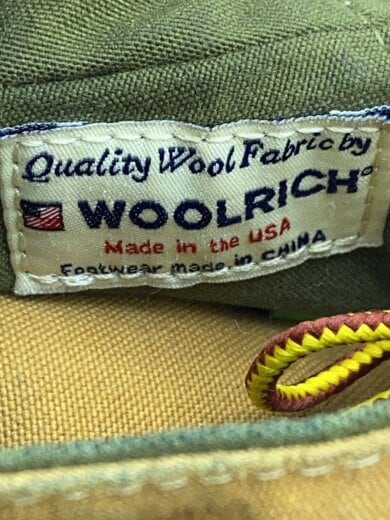 Quality Wool Fabric by
WOOLRICH®
Made in the USA
Footwear made in CHINA